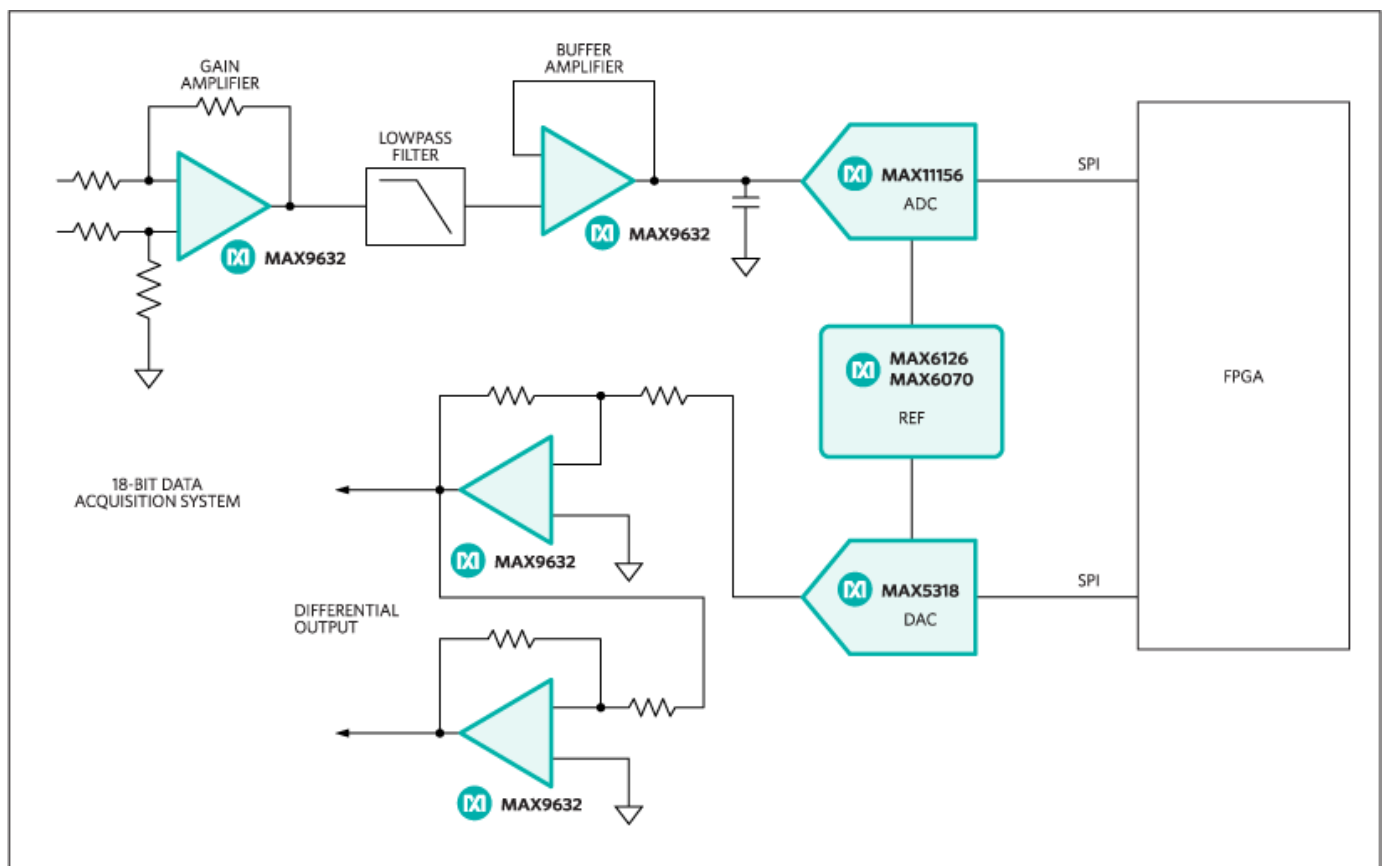 GAIN
AMPLIFIER
MAX9632
LOWPASS
FILTER
BUFFER
AMPLIFIER
MAX9632
MAX11156
ADC
SPI
MAX6126
MAX6070
REF
FPGA
18-BIT DATA
ACQUISITION SYSTEM
MAX9632
MAX5318
DAC
SPI
DIFFERENTIAL
OUTPUT
MAX9632